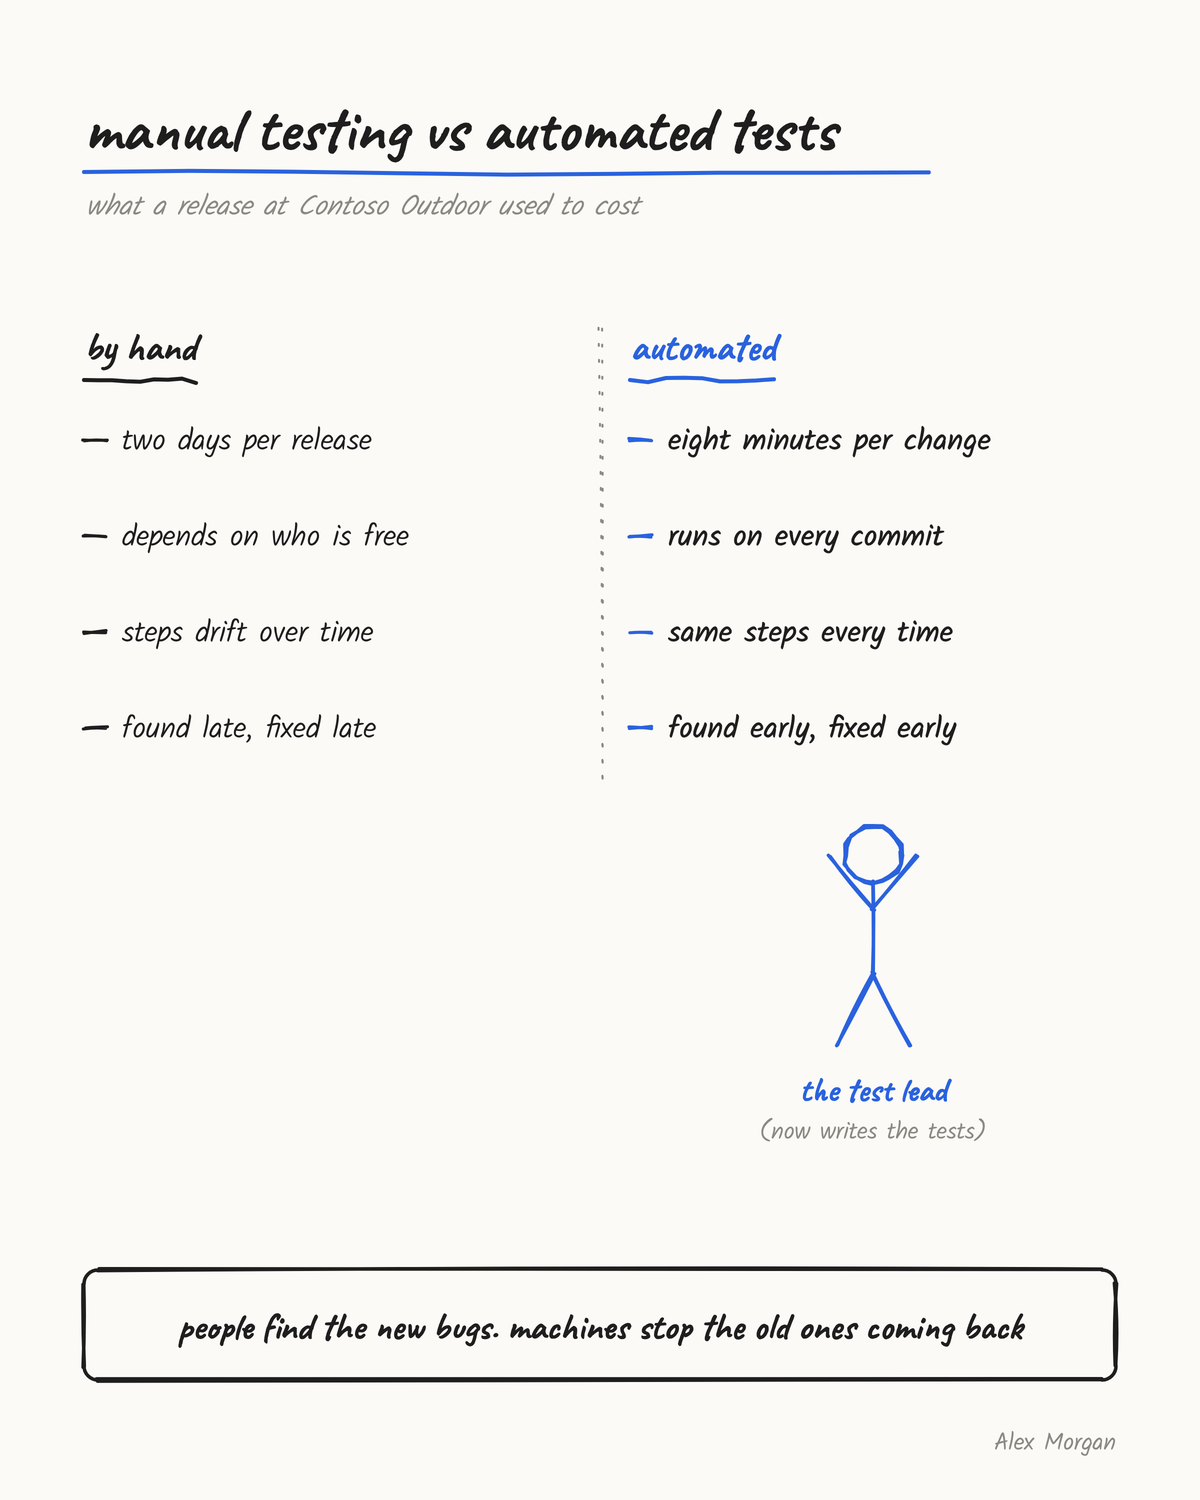 manual testing vs automated tests
what a release at Contoso Outdoor used to cost
by hand
— two days per release
— depends on who is free
— steps drift over time
— found late, fixed late
automated
— eight minutes per change
— runs on every commit
— same steps every time
— found early, fixed early
the test lead
(now writes the tests)
people find the new bugs. machines stop the old ones coming back
Alex Morgan